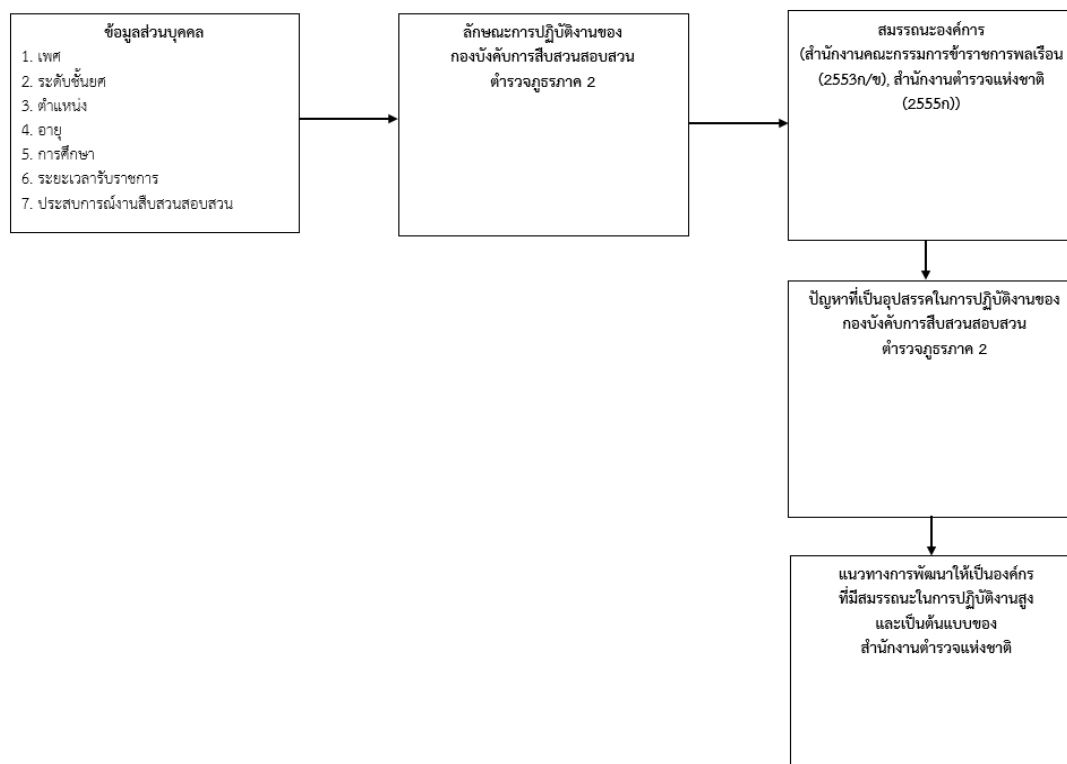 ข้อมูลส่วนบุคคล
1. เพศ
2. ระดับชั้นยศ
3. ตำแหน่ง
4. อายุ
5. การศึกษา
6. ระยะเวลารับราชการ
7. ประสบการณ์งานสืบสวนสอบสวน
ลักษณะการปฏิบัติงานของ
กองบังคับการสืบสวนสอบสวน
ตำรวจภูธรภาค 2
สมรรถนะองค์การ
(สำนักงานคณะกรรมการข้าราชการพลเรือน
(2553ก/ข), สำนักงานตำรวจแห่งชาติ
(2555ก))
ปัญหาที่เป็นอุปสรรคในการปฏิบัติงานของ
กองบังคับการสืบสวนสอบสวน
ตำรวจภูธรภาค 2
แนวทางการพัฒนาให้เป็นองค์กร
ที่มีสมรรถนะในการปฏิบัติงานสูง
และเป็นต้นแบบของ
สำนักงานตำรวจแห่งชาติ